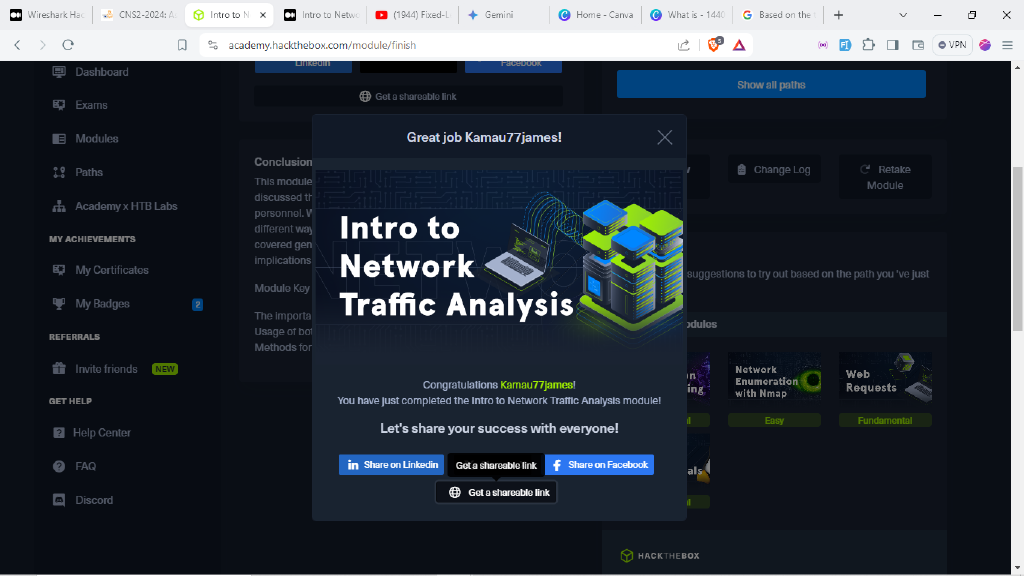 Wireshark Hac
CNS2-2024: A
Intro to N
Intro to Netwo
(1944) Fixed-L
Gemini
Home - Canva
What is - 1440
Based on the t
academy.hackthebox.com/module/finish
5
VPN
Dashboard
Exams
Modules
Paths
Academy x HTB Labs
MY ACHIEVEMENTS
My Certificates
My Badges
2
REFERRALS
Invite friends
NEW
GET HELP
Help Center
FAQ
Discord
Linkedin
Facebook
Get a shareable link
Conclusion
This module
discussed th
personnel. W
different way
covered gen
implications
Module Key
The importa
Usage of bot
Methods for
Great job Kamau77james!
Intro to
Network
Traffic Analysis
Congratulations Kamau77james!
You have just completed the Intro to Network Traffic Analysis module!
Let's share your success with everyone!
Share on Linkedin
Get a shareable link
Share on Facebook
Get a shareable link
Show all paths
Change Log
Retake
Module
suggestions to try out based on the path you 've just
odules
Network
Enumeration
with Nmap
Easy
Web
Requests
Fundamental
HACKTHEBOX